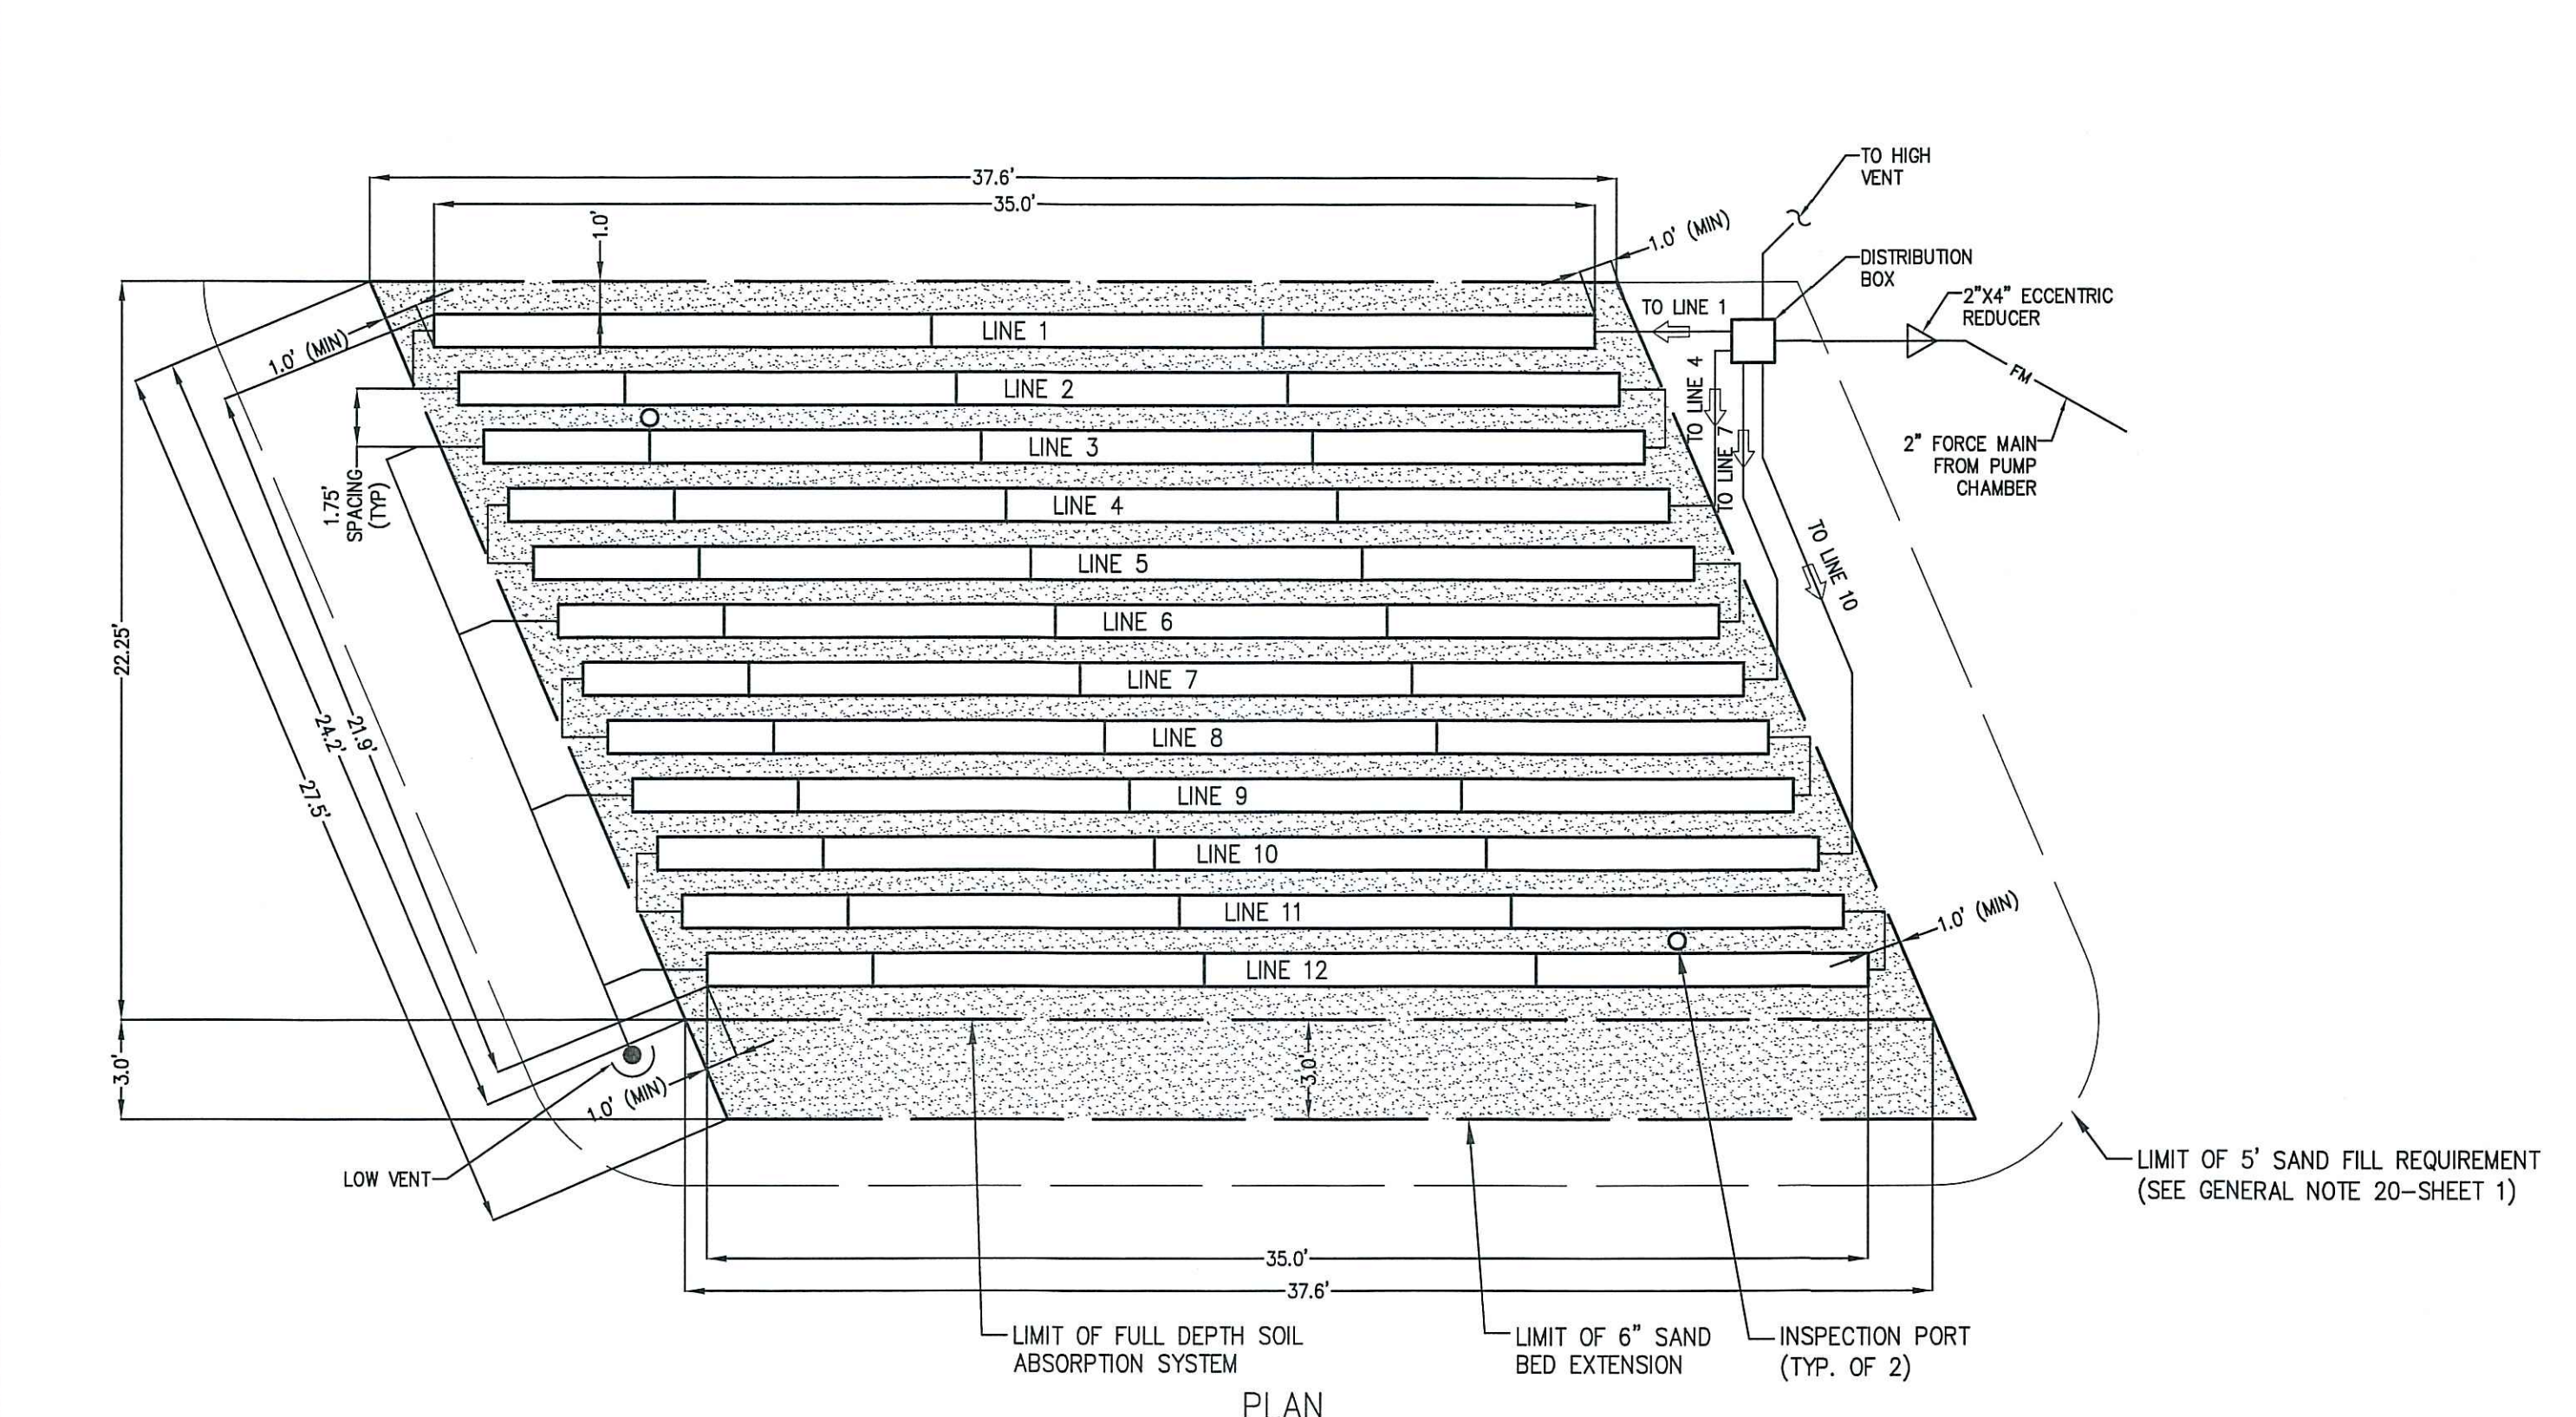 TO HIGH
VENT
37.6'
35.0'
1.0'
1.0' (MIN)
DISTRIBUTION
BOX
2"X4" ECCENTRIC
REDUCER
TO LINE 1
LINE 1
1.0' (MIN)
FM
TO LINE 4
LINE 2
2" FORCE MAIN
FROM PUMP
CHAMBER
LINE 3
TO LINE 7
1.75'
SPACING
(TYP)
LINE 4
TO LINE 10
LINE 5
22.25'
LINE 6
LINE 7
21.9'
24.2'
27.5'
LINE 8
LINE 9
LINE 10
LINE 11
1.0' (MIN)
LINE 12
3.0'
3.0'
1.0' (MIN)
LOW VENT
LIMIT OF 5' SAND FILL REQUIREMENT
(SEE GENERAL NOTE 20-SHEET 1)
35.0'
37.6'
LIMIT OF FULL DEPTH SOIL
ABSORPTION SYSTEM
LIMIT OF 6" SAND
BED EXTENSION
INSPECTION PORT
(TYP. OF 2)
PLAN